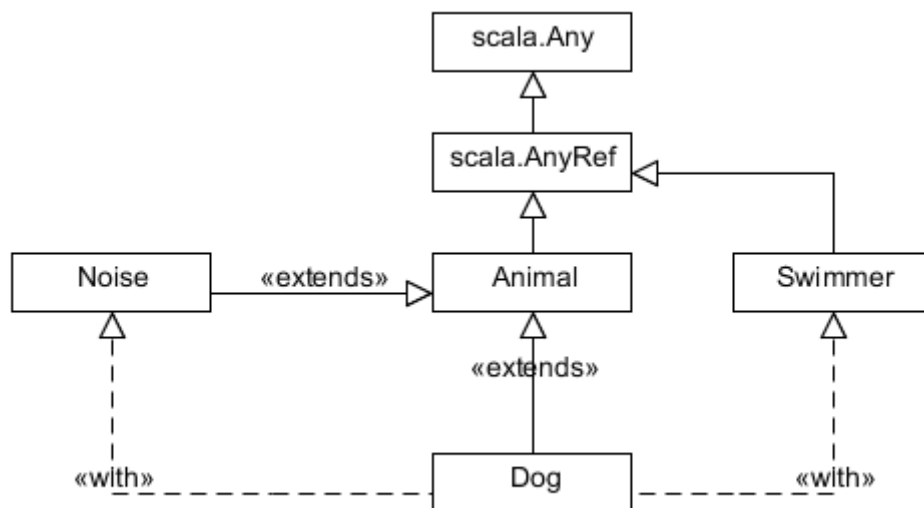 scala.Any
scala.AnyRef
Noise
«extends»
Animal
Swimmer
«extends»
«with»
Dog
«with»